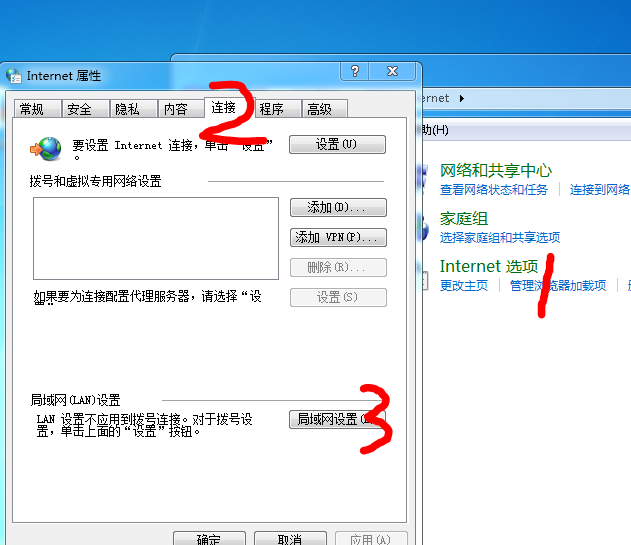 Internet 属性
?
常规
安全
隐私
内容
连接
程序
高级
要设置 Internet 连接，单击“设置”
。
设置(U)
拨号和虚拟专用网络设置
添加(D)...
添加 VPN(P)...
删除(R)...
如果要为连接配置代理服务器，请选择“设
置”。
设置(S)
局域网(LAN)设置
LAN 设置不应用到拨号连接。对于拨号设
置，单击上面的“设置”按钮。
局域网设置(
确定
取消
应用(A)
ernet
助(H)
网络和共享中心
查看网络状态和任务
连接到网络
家庭组
选择家庭组和共享选项
Internet 选项
更改主页
管理浏览器加载项
1
2
3